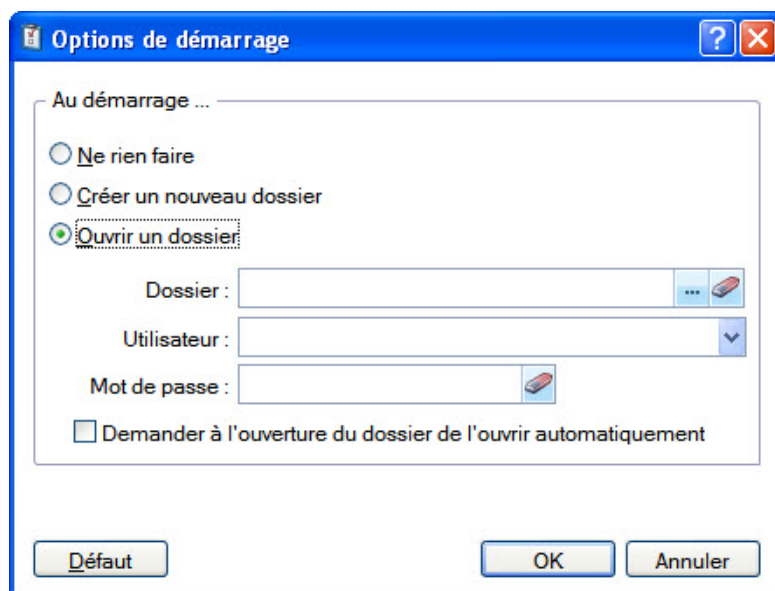 Options de démarrage
Au démarrage ...
Ne rien faire
Créer un nouveau dossier
Ouvrir un dossier
Dossier : ...
Utilisateur :
Mot de passe :
Demander à l'ouverture du dossier de l'ouvrir automatiquement
Défaut OK Annuler